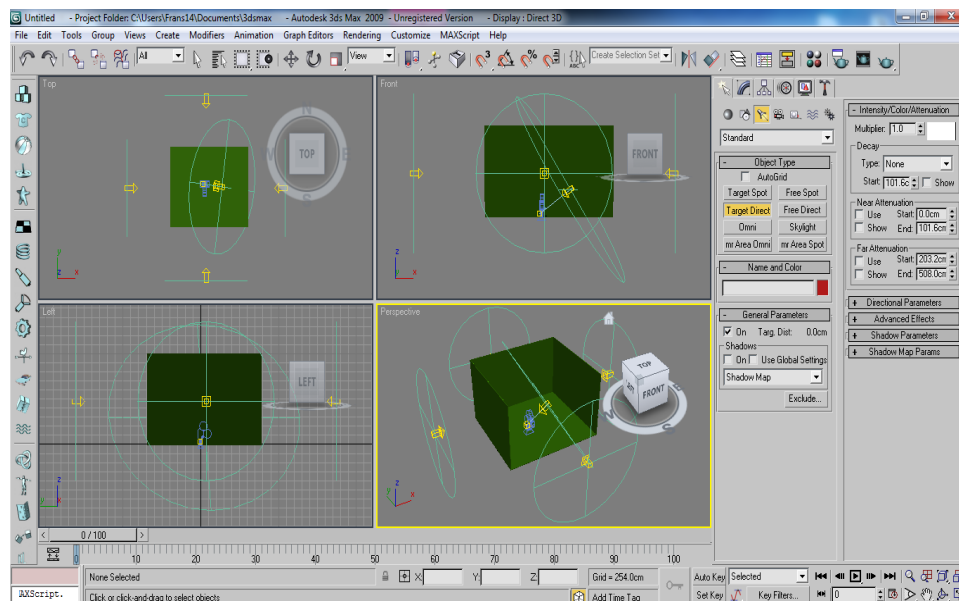 Untitled - Project Folder: C:\Users\Frans14\Documents\3dsmax - Autodesk 3ds Max 2009 - Unregistered Version - Display : Direct 3D
File Edit Tools Group Views Create Modifiers Animation Graph Editors Rendering Customize MAXScript Help
All View Create Selection Set
Top
N
TOP
E
S
y
z x
Front
FRONT
z
x
Left
LEFT
z
y
Perspective
TOP
LEFT FRONT
E
S
z
y x
Standard
- Object Type
AutoGrid
Target Spot Free Spot
Target Direct Free Direct
Omni Skylight
mr Area Omni mr Area Spot
- Name and Color
- General Parameters
On Targ. Dist: 0.0cm
Shadows
On Use Global Settings
Shadow Map
Exclude...
- Intensity/Color/Attenuation
Multiplier: 1.0
Decay
Type: None
Start: 101.6c Show
Near Attenuation
Use Start: 0.0cm
Show End: 101.6cm
Far Attenuation
Use Start: 203.2cm
Show End: 508.0cm
+ Directional Parameters
+ Advanced Effects
+ Shadow Parameters
+ Shadow Map Params
< 0 / 100 >
0 10 20 30 40 50 60 70 80 90 100
None Selected X: Y: Z: Grid = 254.0cm Auto Key Selected
MAXScript. Click or click-and-drag to select objects Add Time Tag Set Key Key Filters... 0